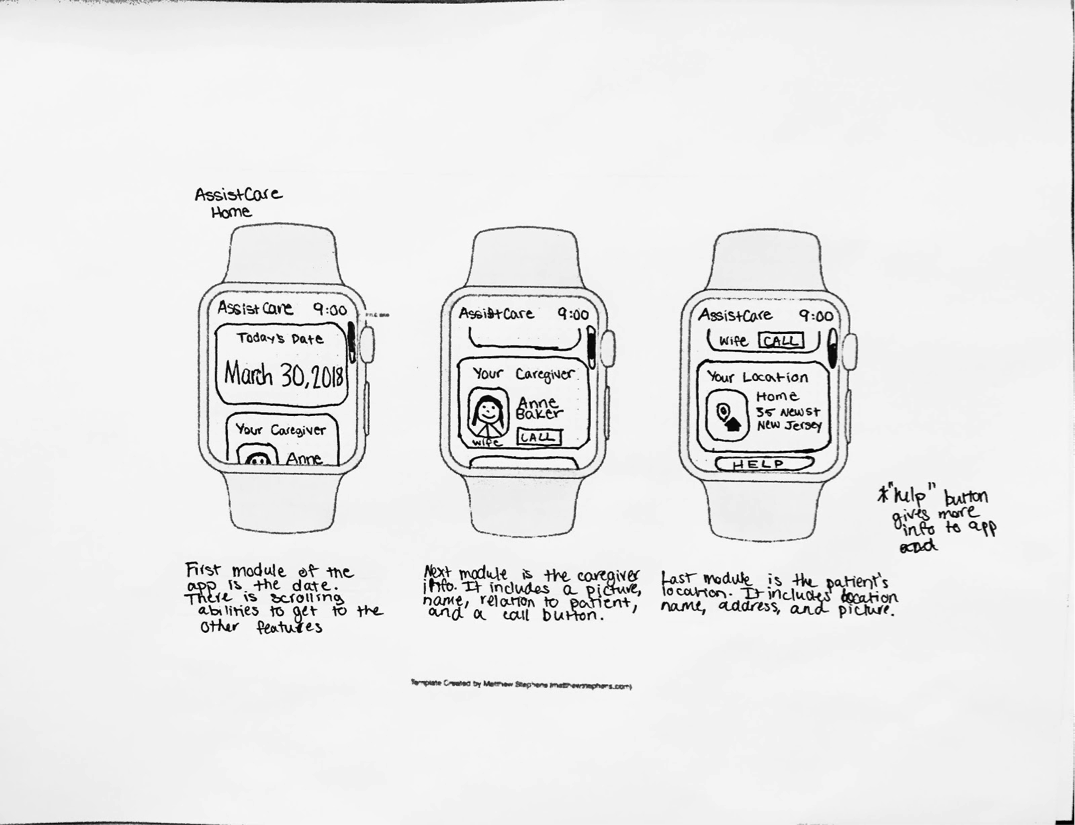 AssistCare
Home
AssistCare 9:00
Today's Date
March 30, 2018
Your Caregiver
Anne
AssistCare 9:00
Your Caregiver
Anne
Baker
wife CALL
AssistCare 9:00
Wife CALL
Your Location
Home
35 New St
New Jersey
HELP
*"help" button
gives more
info to app
and
First module of the
app is the date.
There is scrolling
abilities to get to the
other features
Next module is the caregiver
info. It includes a picture,
name, relation to patient,
and a call button.
Last module is the patient's
location. It includes location
name, address, and picture.
Template Created by Matthew Stephens (matthewstephens.com)